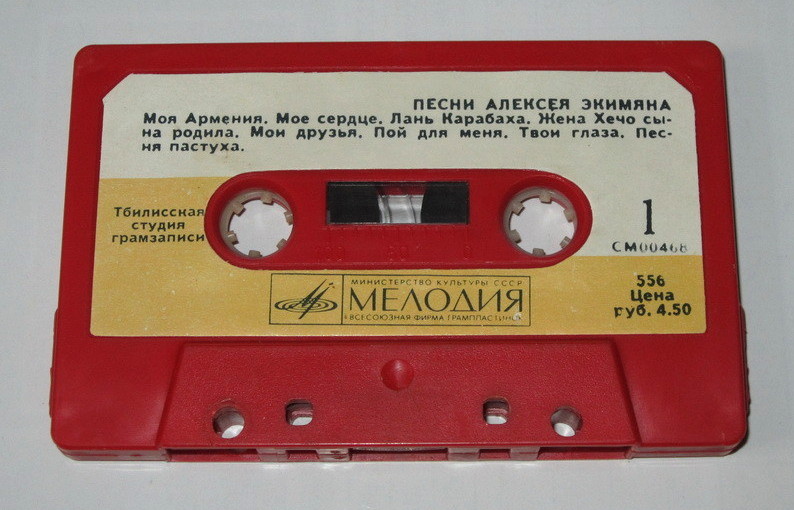 ПЕСНИ АЛЕКСЕЯ ЭКИМЯНА
Моя Армения. Мое сердце. Лань Карабаха. Жена Хечо сы-
на родила. Мои друзья. Пой для меня. Твои глаза. Пес-
ня пастуха.
Тбилисская
студия
грамзаписи
1
СМ00468
МИНИСТЕРСТВО КУЛЬТУРЫ СССР
МЕЛОДИЯ
ВСЕСОЮЗНАЯ ФИРМА ГРАМПЛАСТИНОК
556
Цена
руб. 4.50